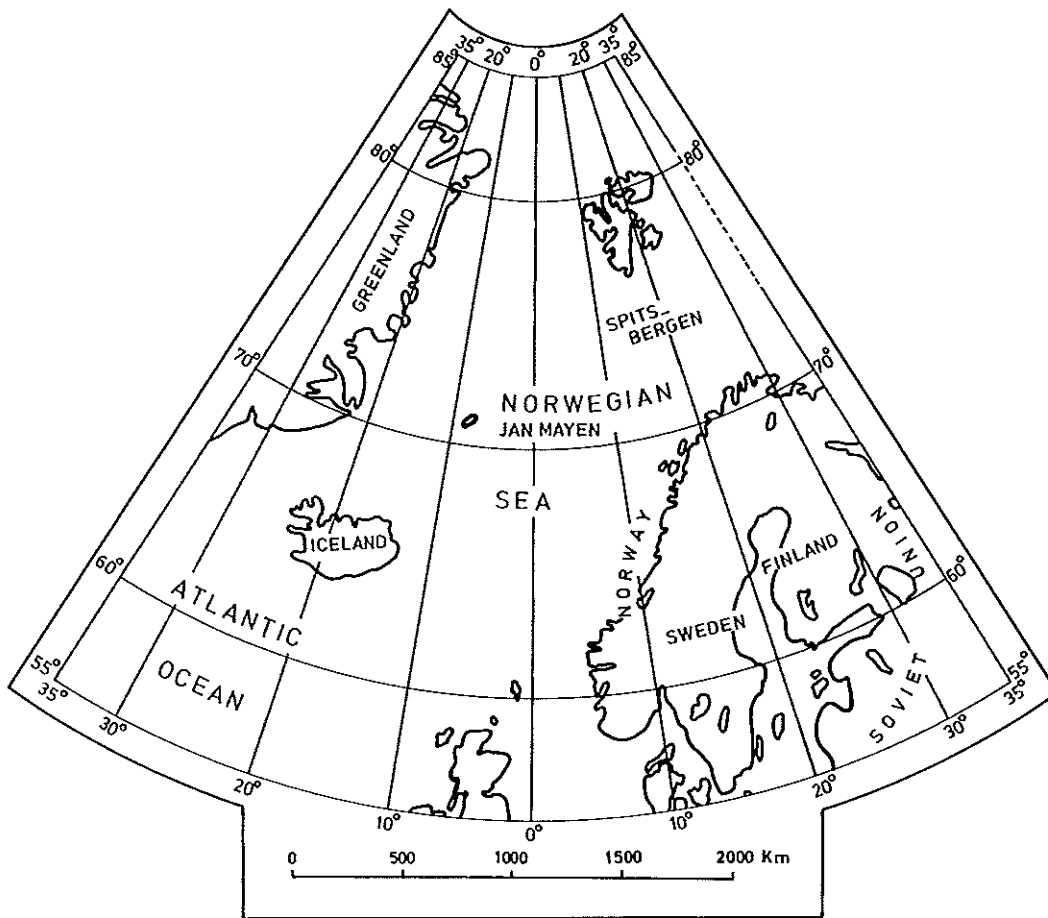 35° 20° 0° 20° 35°
85° 85°
80° 80°
GREENLAND
SPITS-
BERGEN
70° 70°
NORWEGIAN
JAN MAYEN
SEA
ICELAND
NORWAY
FINLAND
UNION
60° 60°
ATLANTIC
SWEDEN
OCEAN
SOVIET
55° 55°
35° 35°
30° 30°
20° 20°
10° 10°
0°
0 500 1000 1500 2000 Km